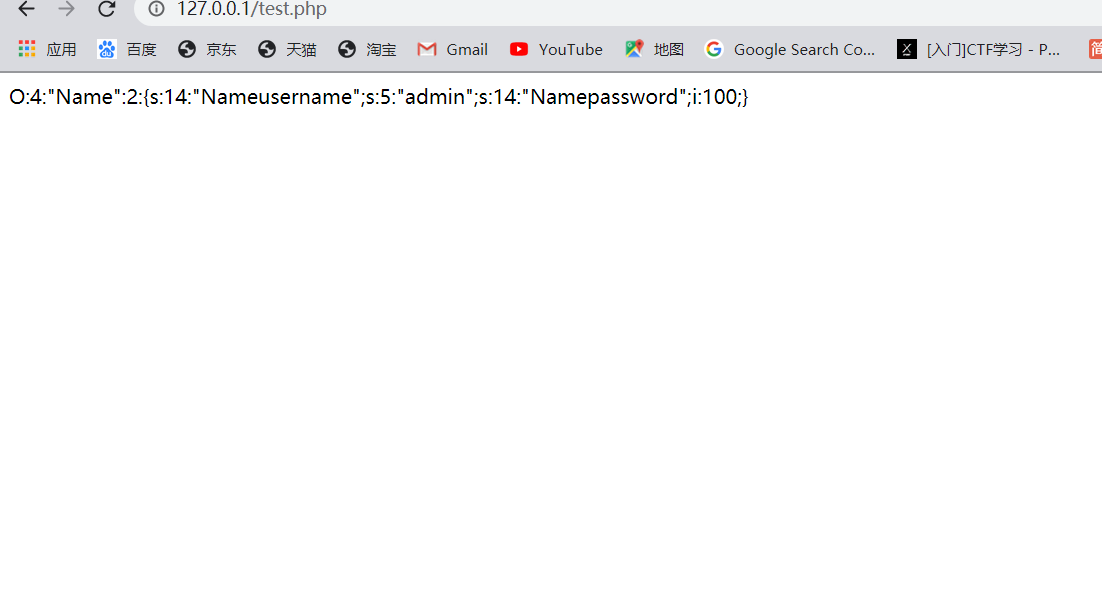 127.0.0.1/test.php
应用 百度 京东 天猫 淘宝 Gmail YouTube 地图 Google Search Co... [入门]CTF学习 - P... 简
O:4:"Name":2:{s:14:"Nameusername";s:5:"admin";s:14:"Namepassword";i:100;}